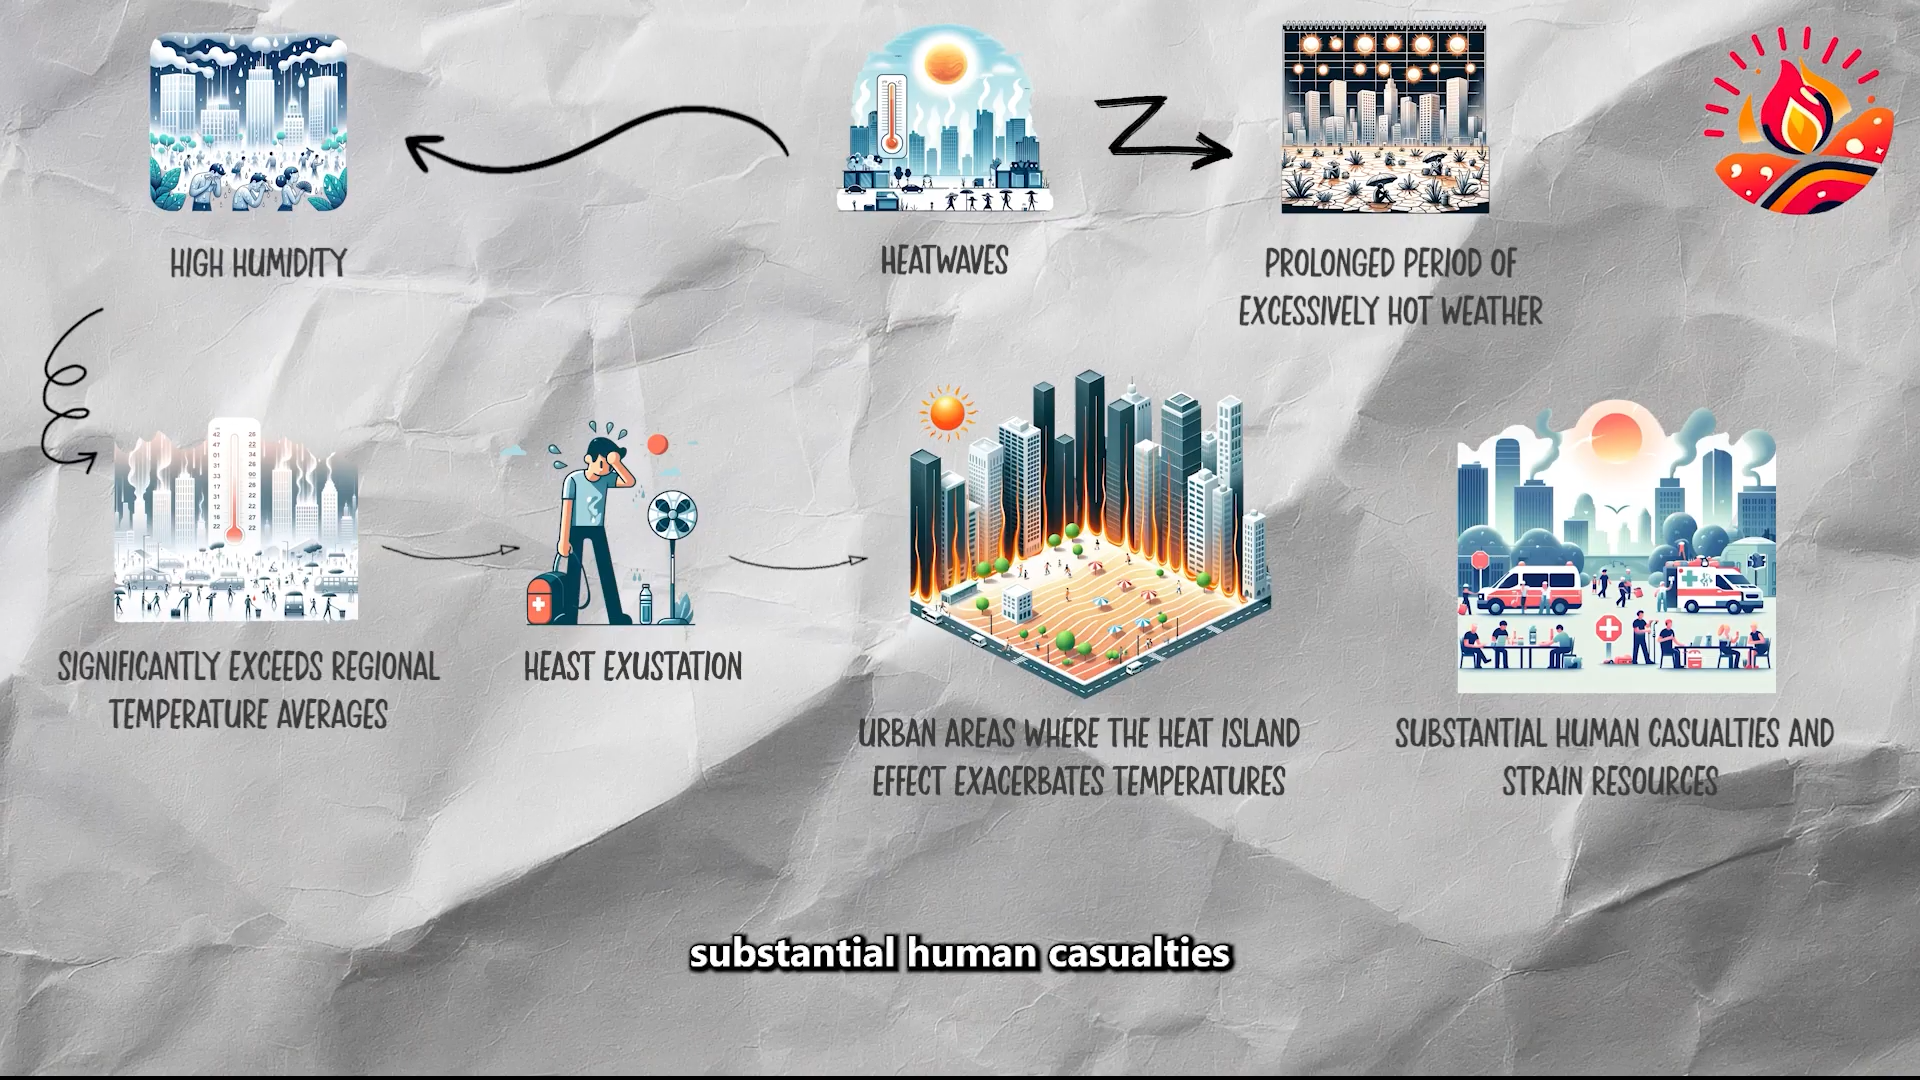 HIGH HUMIDITY
HEATWAVES
PROLONGED PERIOD OF
EXCESSIVELY HOT WEATHER
SIGNIFICANTLY EXCEEDS REGIONAL
TEMPERATURE AVERAGES
HEAST EXUSTATION
URBAN AREAS WHERE THE HEAT ISLAND
EFFECT EXACERBATES TEMPERATURES
SUBSTANTIAL HUMAN CASUALTIES AND
STRAIN RESOURCES
substantial human casualties